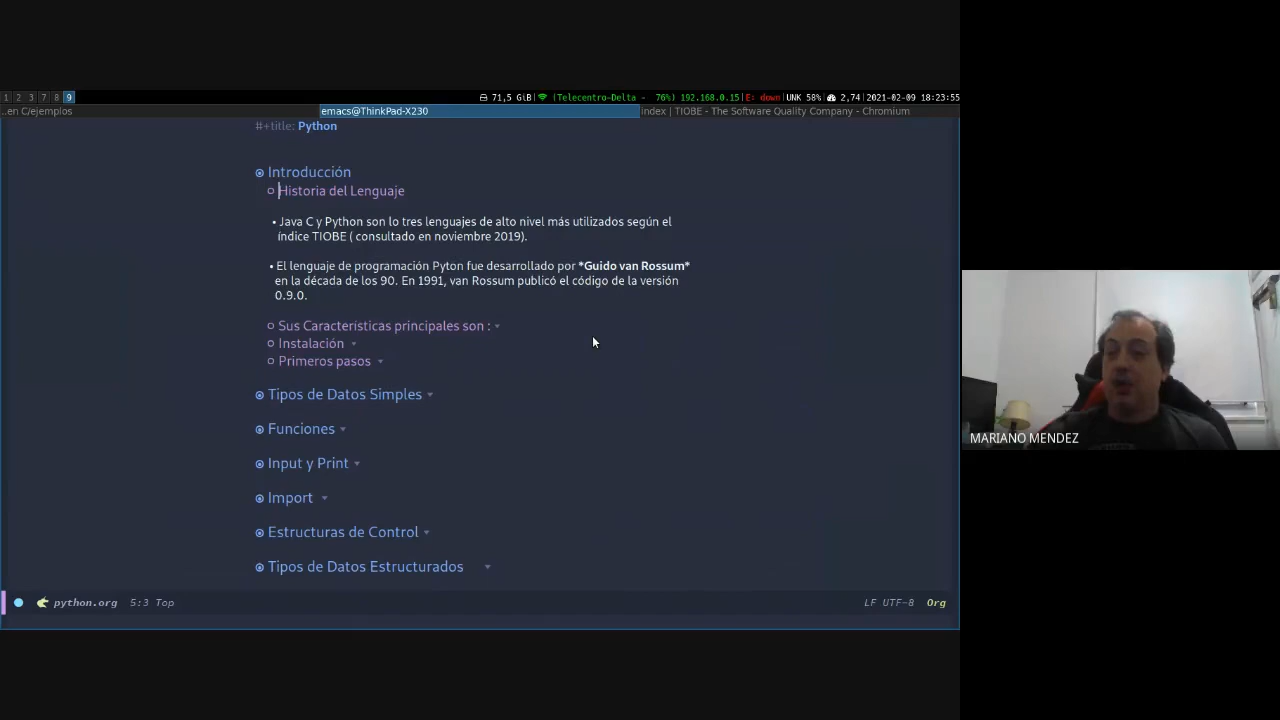 1 2 3 7 8 9
71,5 GiB| (Telecentro-Delta - 76%) 192.168.0.15|E: down|UNK 58%| 2,74|2021-02-09 18:23:55
..en C/ejemplos
emacs@ThinkPad-X230
index | TIOBE - The Software Quality Company - Chromium
#+title: Python
Introducción
Historia del Lenguaje
• Java C y Python son lo tres lenguajes de alto nivel más utilizados según el
índice TIOBE ( consultado en noviembre 2019).
• El lenguaje de programación Pyton fue desarrollado por *Guido van Rossum*
en la década de los 90. En 1991, van Rossum publicó el código de la versión
0.9.0.
Sus Características principales son :
Instalación
Primeros pasos
Tipos de Datos Simples
Funciones
Input y Print
Import
Estructuras de Control
Tipos de Datos Estructurados
python.org 5:3 Top
LF UTF-8 Org
MARIANO MENDEZ